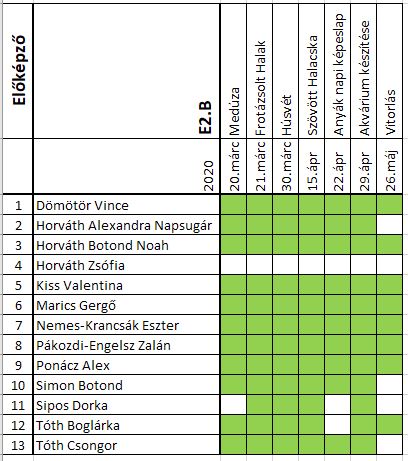 Előképző
E2.B
2020
Medúza
Frotázsolt Halak
Húsvét
Szövött Halacska
Anyák napi képeslap
Akvárium készítése
Vitorlás
20.márc
21.márc
30.márc
15.ápr
22.ápr
29.ápr
26.máj
1 Dömötör Vince
2 Horváth Alexandra Napsugár
3 Horváth Botond Noah
4 Horváth Zsófia
5 Kiss Valentina
6 Marics Gergő
7 Nemes-Krancsák Eszter
8 Pákozdi-Engelsz Zalán
9 Ponácz Alex
10 Simon Botond
11 Sipos Dorka
12 Tóth Boglárka
13 Tóth Csongor